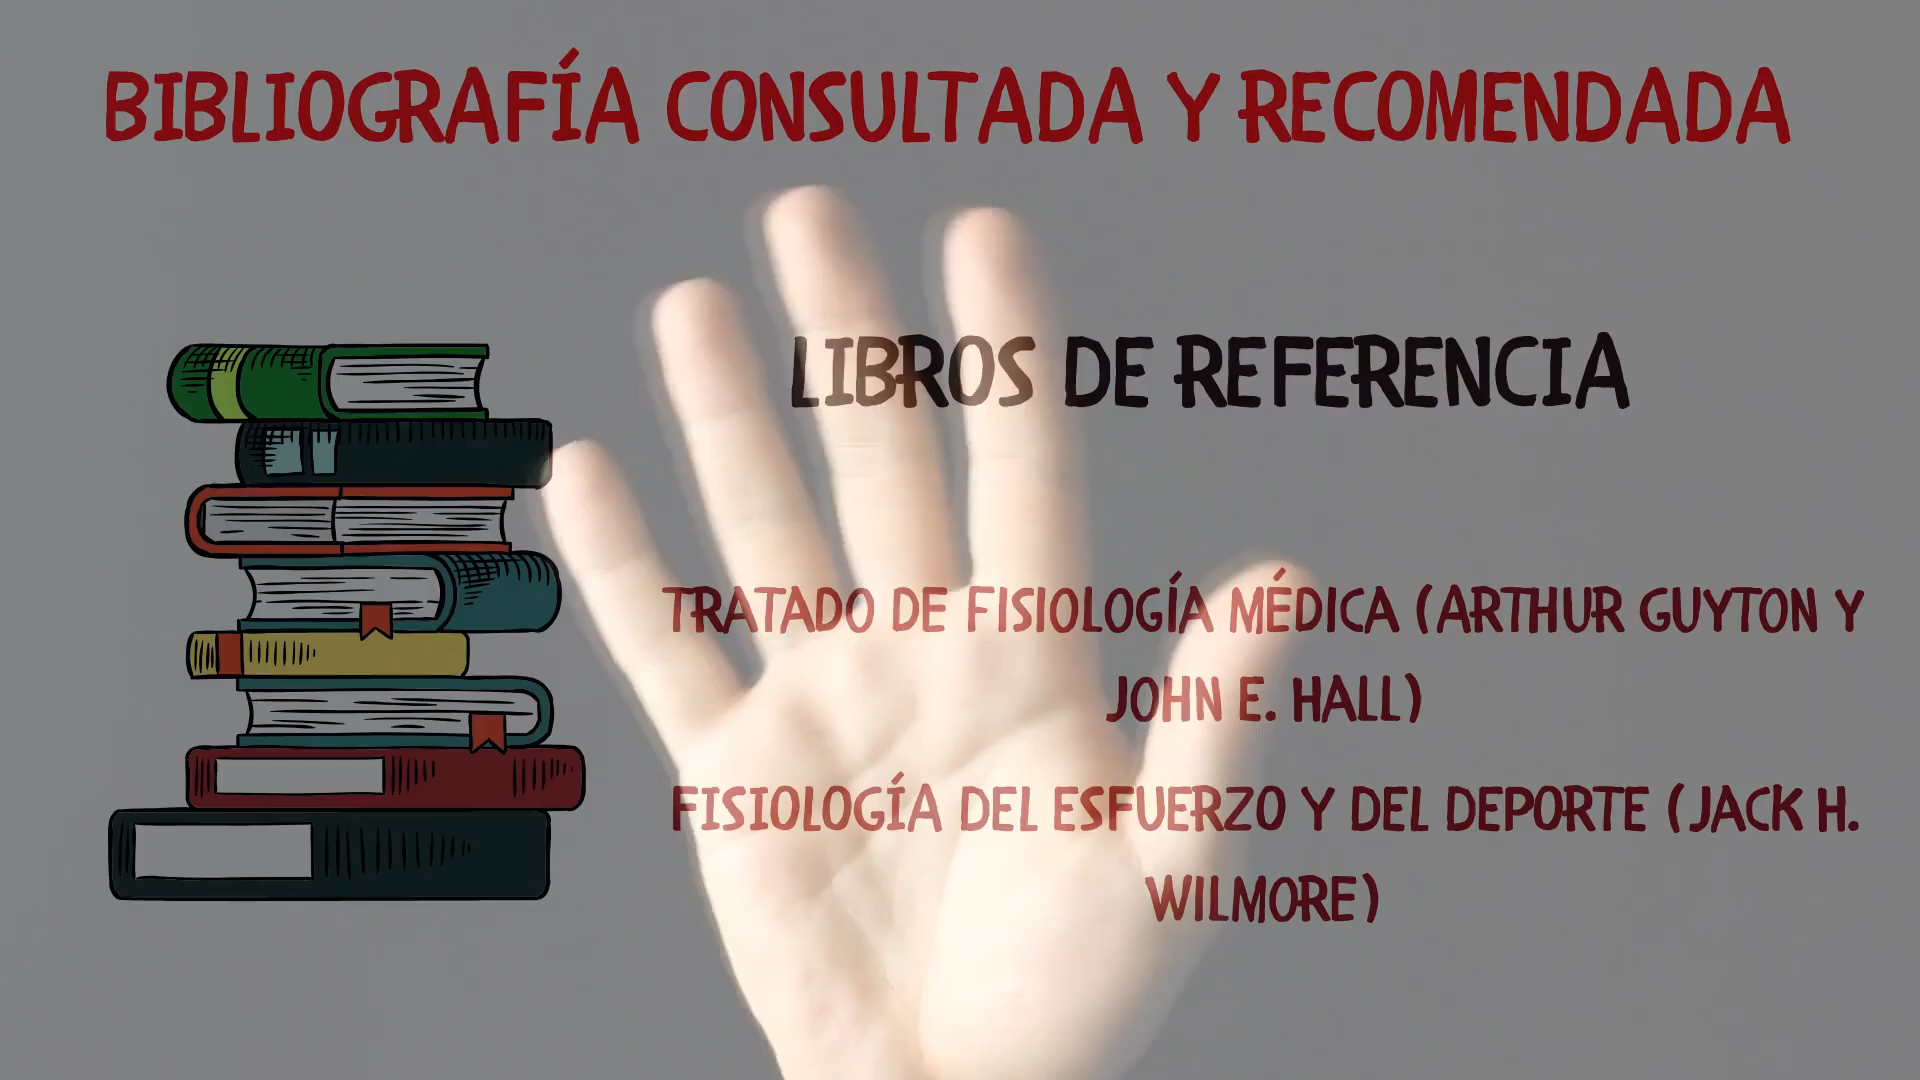 BIBLIOGRAFÍA CONSULTADA Y RECOMENDADA
LIBROS DE REFERENCIA
TRATADO DE FISIOLOGÍA MÉDICA (ARTHUR GUYTON Y
JOHN E. HALL)
FISIOLOGÍA DEL ESFUERZO Y DEL DEPORTE (JACK H.
WILMORE)